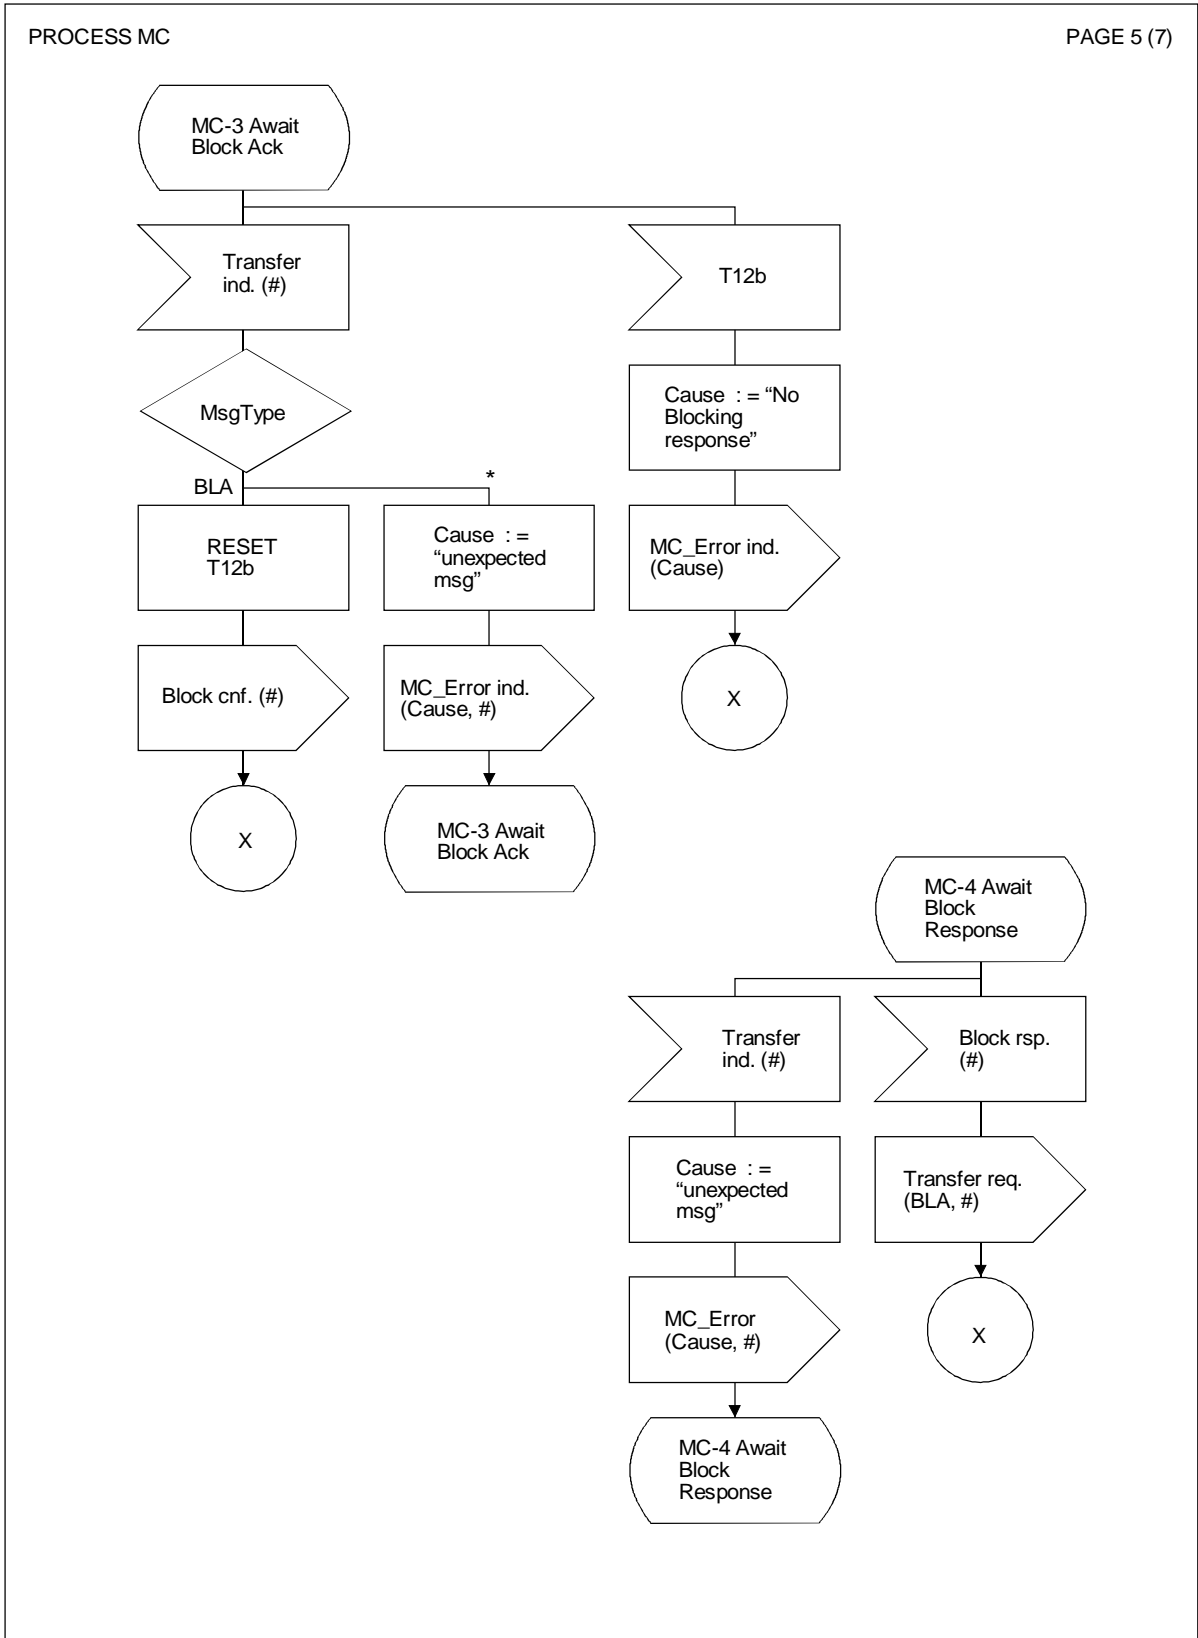 PROCESS MC
PAGE 5 (7)
MC-3 Await
Block Ack
Transfer
ind. (#)
T12b
MsgType
Cause : = “No
Blocking
response”
BLA
*
RESET
T12b
Cause : =
“unexpected
msg”
MC_Error ind.
(Cause)
Block cnf. (#)
MC_Error ind.
(Cause, #)
X
X
MC-3 Await
Block Ack
MC-4 Await
Block
Response
Transfer
ind. (#)
Block rsp.
(#)
Cause : =
“unexpected
msg”
Transfer req.
(BLA, #)
MC_Error
(Cause, #)
X
MC-4 Await
Block
Response